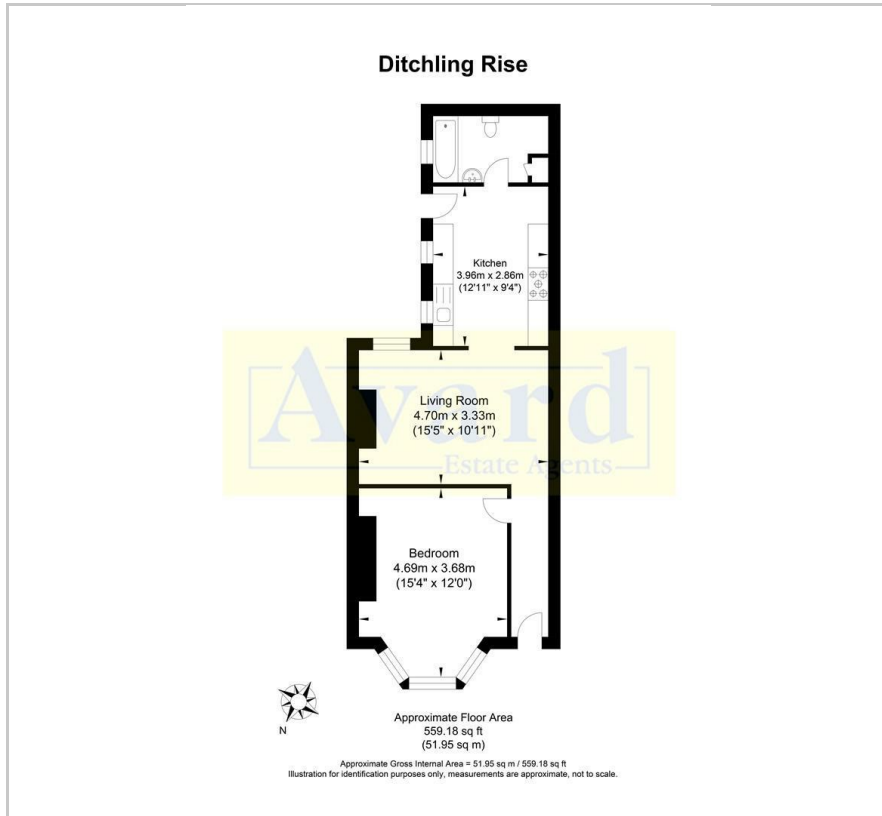 Ditchling Rise
Kitchen
3.96m x 2.86m
(12'11" x 9'4")
Living Room
4.70m x 3.33m
(15'5" x 10'11")
Avard
Estate Agents
Bedroom
4.69m x 3.68m
(15'4" x 12'0")
N
Approximate Floor Area
559.18 sq ft
(51.95 sq m)
Approximate Gross Internal Area = 51.95 sq m / 559.18 sq ft
Illustration for identification purposes only, measurements are approximate, not to scale.